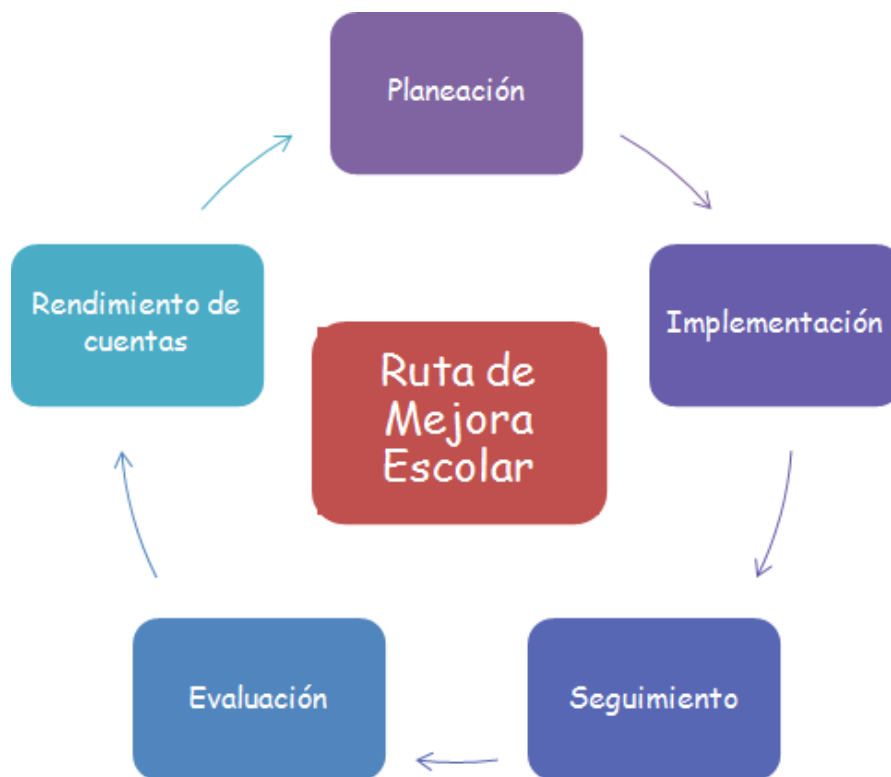 Planeación
Rendimiento de
cuentas
Implementación
Ruta de
Mejora
Escolar
Evaluación
Seguimiento